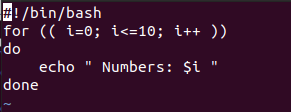 #!/bin/bash
for (( i=0; i<=10; i++ ))
do
    echo " Numbers: $i "
done
~